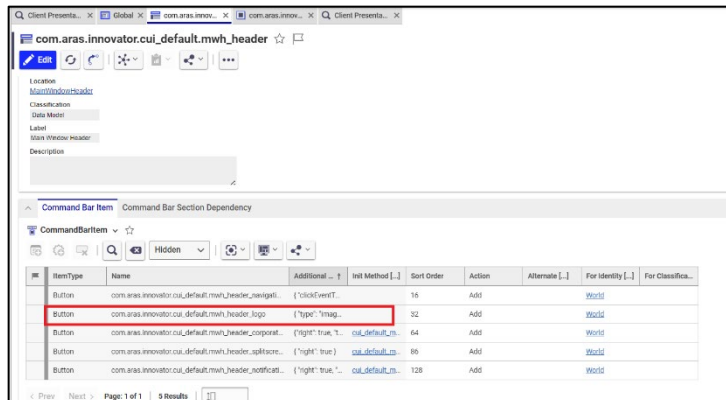 Client Presenta... × Global × com.aras.innov... × com.aras.innov... × Client Presenta... ×
com.aras.innovator.cui_default.mwh_header
Edit
Location
MainWindowHeader
Classification
Data Model
Label
Main Window Header
Description
Command Bar Item Command Bar Section Dependency
CommandBarItem
Hidden
ItemType Name Additional ... ↑ Init Method [...] Sort Order Action Alternate [...] For Identity [...] For Classifica...
Button com.aras.innovator.cui_default.mwh_header_navigati... { "clickEventT... 16 Add World
Button com.aras.innovator.cui_default.mwh_header_logo { "type": "Imag... 32 Add World
Button com.aras.innovator.cui_default.mwh_header_corporat... {"right": true, "t... cui_default_m... 64 Add World
Button com.aras.innovator.cui_default.mwh_header_splitscre... {"right": true } cui_default_m... 86 Add World
Button com.aras.innovator.cui_default.mwh_header_notificati... {"right": true, "... cui_default_m... 128 Add World
< Prev Next > Page: 1 of 1 5 Results